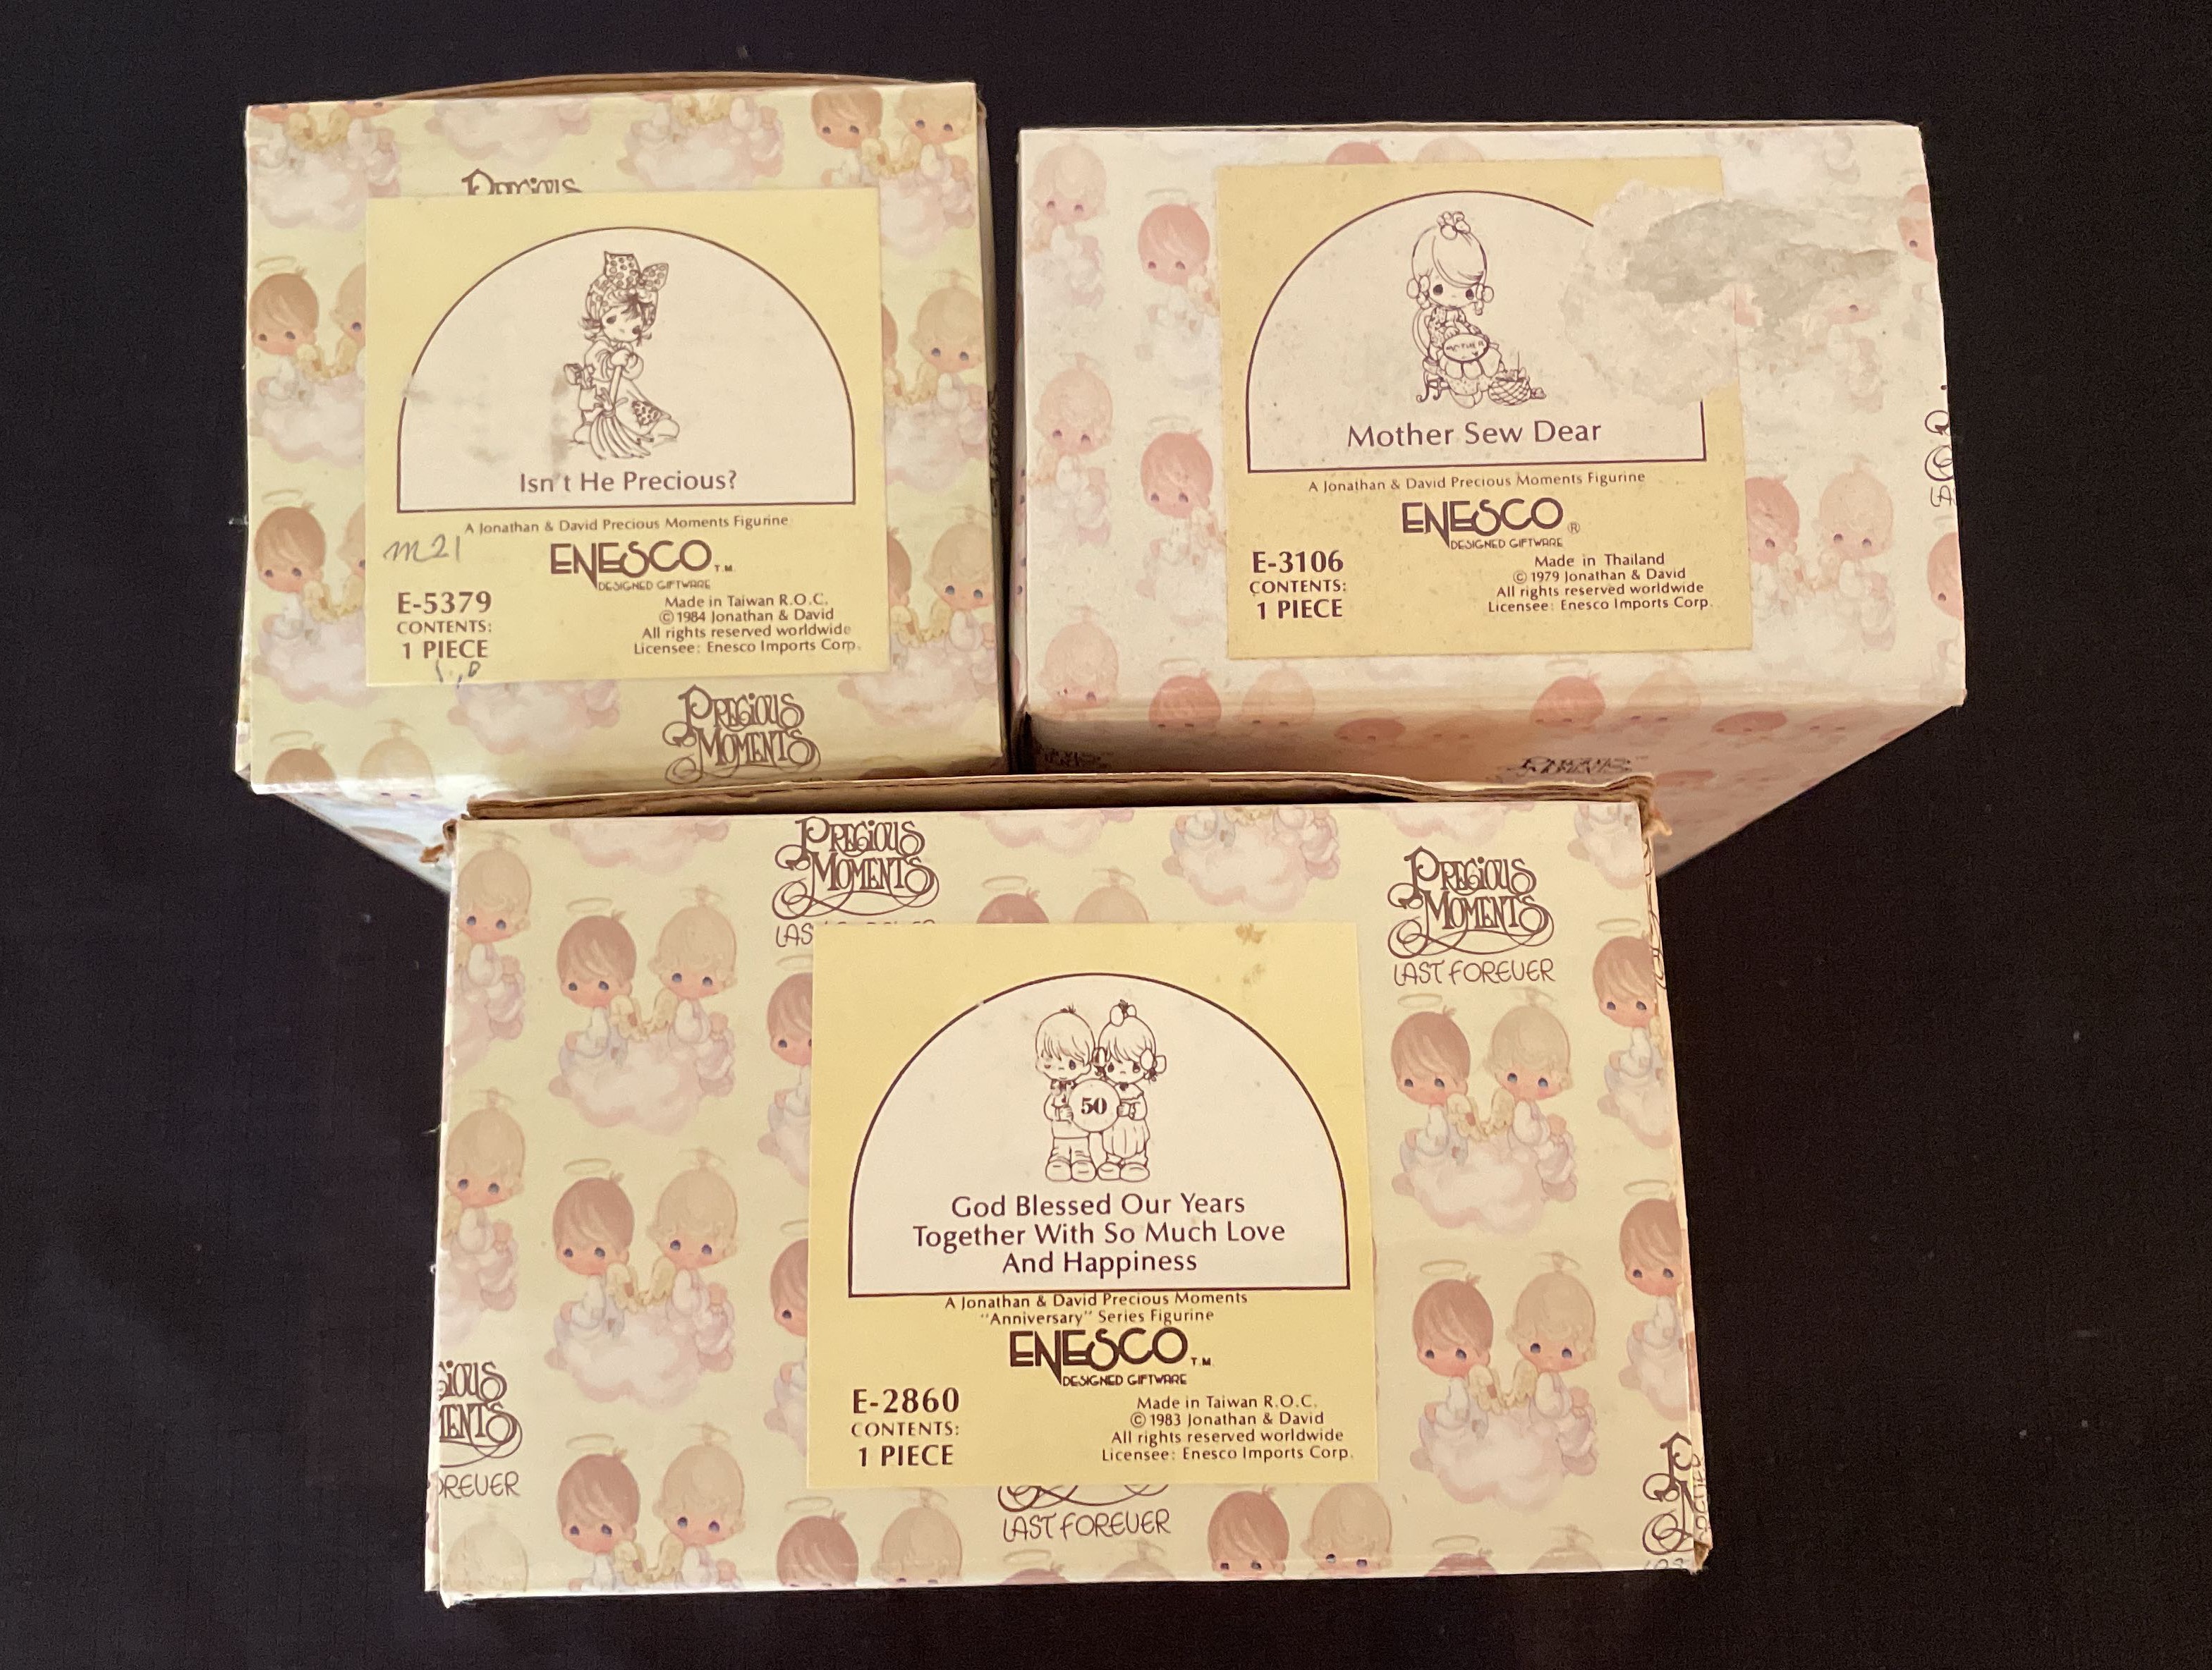 Precious
Isn't He Precious?
A Jonathan & David Precious Moments Figurine
m21
ENESCO T.M.
DESIGNED GIFTWARE
E-5379
CONTENTS:
1 PIECE
Made in Taiwan R.O.C.
© 1984 Jonathan & David
All rights reserved worldwide
Licensee: Enesco Imports Corp.
PRECIOUS
MOMENTS
MOTHER
Mother Sew Dear
A Jonathan & David Precious Moments Figurine
ENESCO ®
DESIGNED GIFTWARE
E-3106
CONTENTS:
1 PIECE
Made in Thailand
© 1979 Jonathan & David
All rights reserved worldwide
Licensee: Enesco Imports Corp.
MOMENTS
PRECIOUS
MOMENTS
LAS
PRECIOUS
MOMENTS
LAST FOREVER
50
God Blessed Our Years
Together With So Much Love
And Happiness
A Jonathan & David Precious Moments
"Anniversary" Series Figurine
ENESCO T.M.
DESIGNED GIFTWARE
E-2860
CONTENTS:
1 PIECE
Made in Taiwan R.O.C.
© 1983 Jonathan & David
All rights reserved worldwide
Licensee: Enesco Imports Corp.
CIOUS
MENTS
OREVER
LAST FOREVER